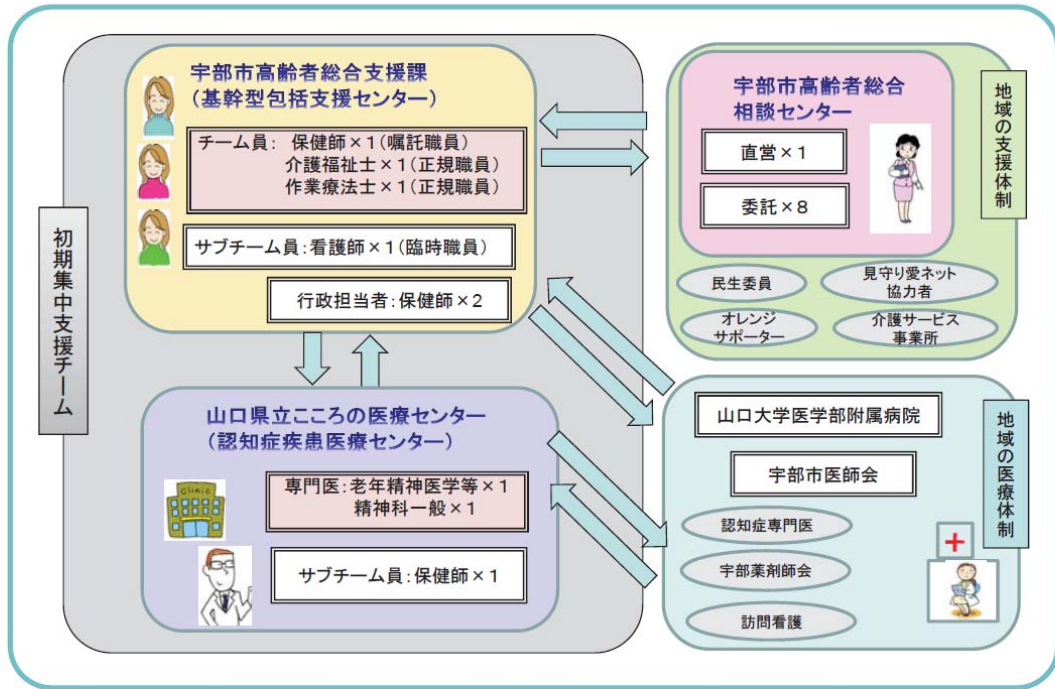 初期集中支援チーム
宇部市高齢者総合支援課
(基幹型包括支援センター)
チーム員: 保健師×1(嘱託職員)
介護福祉士×1(正規職員)
作業療法士×1(正規職員)
サブチーム員:看護師×1(臨時職員)
行政担当者:保健師×2
山口県立こころの医療センター
(認知症疾患医療センター)
Clinic
専門医:老年精神医学等×1
精神科一般×1
サブチーム員:保健師×1
地域の支援体制
宇部市高齢者総合
相談センター
直営×1
委託×8
民生委員
見守り愛ネット
協力者
オレンジ
サポーター
介護サービス
事業所
地域の医療体制
山口大学医学部附属病院
宇部市医師会
認知症専門医
宇部薬剤師会
訪問看護